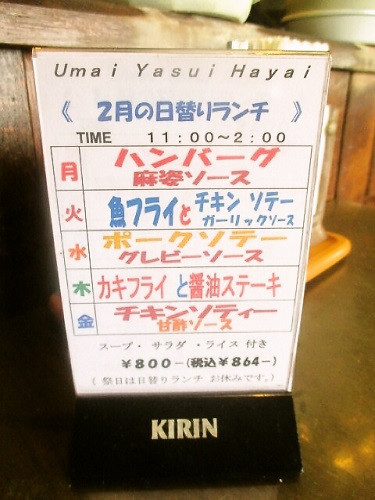 Umai Yasui Hayai
《 2月の日替りランチ 》
TIME 11:00〜2:00
月 ハンバーグ
麻婆ソース
火 魚フライと チキン ソテー
ガーリックソース
水 ポークソテー
グレビーソース
木 カキフライ と醤油ステーキ
金 チキンソティー
甘酢ソース
スープ・ サラダ ・ライス 付き
¥800-(税込¥864-)
( 祭日は日替りランチ お休みです。)
KIRIN